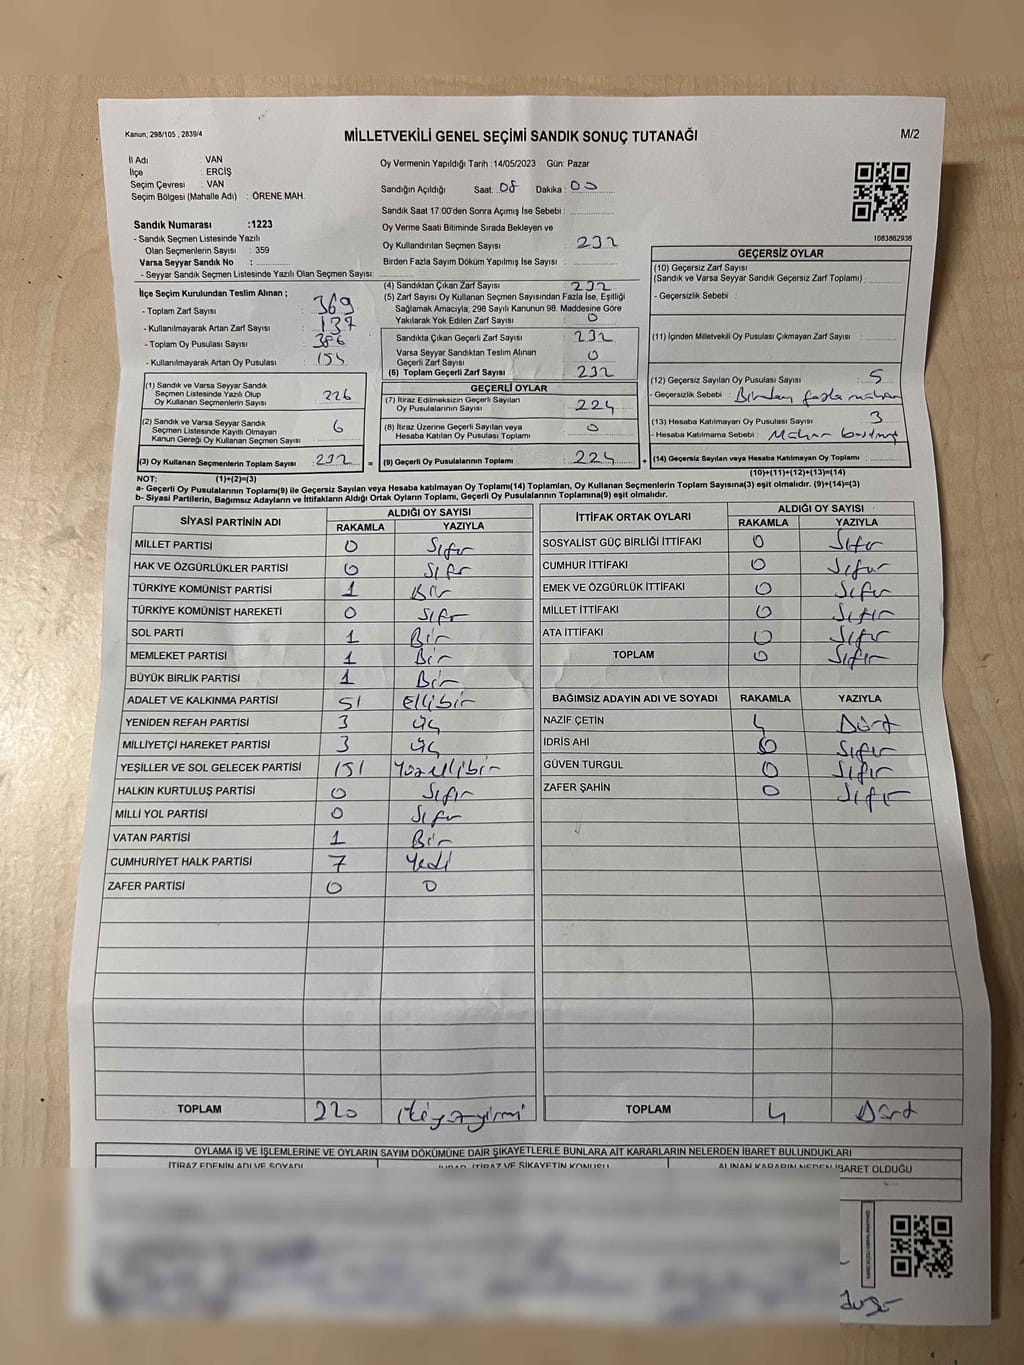 Kanun; 298/105 , 2839/4
MİLLETVEKİLİ GENEL SEÇİMİ SANDIK SONUÇ TUTANAĞI
M/2
İl Adı : VAN
İlçe : ERCİŞ
Seçim Çevresi : VAN
Seçim Bölgesi (Mahalle Adı) : ÖRENE MAH.
Sandık Numarası :1223
- Sandık Seçmen Listesinde Yazılı
Olan Seçmenlerin Sayısı : 359
Varsa Seyyar Sandık No :
- Seyyar Sandık Seçmen Listesinde Yazılı Olan Seçmen Sayısı:
Oy Vermenin Yapıldığı Tarih :14/05/2023 Gün: Pazar
Sandığın Açıldığı Saat: 08 Dakika : 00
Sandık Saat 17:00'den Sonra Açımış İse Sebebi :
Oy Verme Saati Bitiminde Sırada Bekleyen ve
Oy Kullandırılan Seçmen Sayısı : 232
Birden Fazla Sayım Döküm Yapılmış İse Sayısı :
1083862936
İlçe Seçim Kurulundan Teslim Alınan ;
- Toplam Zarf Sayısı : 369
- Kullanılmayarak Artan Zarf Sayısı : 137
- Toplam Oy Pusulası Sayısı : 386
- Kullanılmayarak Artan Oy Pusulası : 154
(1) Sandık ve Varsa Seyyar Sandık
Seçmen Listesinde Yazılı Olup
Oy Kullanan Seçmenlerin Sayısı : 226
(2) Sandık ve Varsa Seyyar Sandık
Seçmen Listesinde Kayıtlı Olmayan
Kanun Gereği Oy Kullanan Seçmen Sayısı : 6
(3) Oy Kullanan Seçmenlerin Toplam Sayısı : 232 =
(4) Sandıktan Çıkan Zarf Sayısı : 232
(5) Zarf Sayısı Oy Kullanan Seçmen Sayısından Fazla İse, Eşitliği
Sağlamak Amacıyla, 298 Sayılı Kanunun 98. Maddesine Göre
Yakılarak Yok Edilen Zarf Sayısı : 0
Sandıkta Çıkan Geçerli Zarf Sayısı : 232
Varsa Seyyar Sandıktan Teslim Alınan
Geçerli Zarf Sayısı : 0
(6) Toplam Geçerli Zarf Sayısı : 232
GEÇERLİ OYLAR
(7) İtiraz Edilmeksizin Geçerli Sayılan
Oy Pusulalarının Sayısı : 224
(8) İtiraz Üzerine Geçerli Sayılan veya
Hesaba Katılan Oy Pusulası Toplamı : 0
(9) Geçerli Oy Pusulalarının Toplamı : 224 +
GEÇERSİZ OYLAR
(10) Geçersiz Zarf Sayısı
(Sandık ve Varsa Seyyar Sandık Geçersiz Zarf Toplamı) :
- Geçersizlik Sebebi :
(11) İçinden Milletvekili Oy Pusulası Çıkmayan Zarf Sayısı :
(12) Geçersiz Sayılan Oy Pusulası Sayısı : 5
- Geçersizlik Sebebi : Birden fazla mühür
(13) Hesaba Katılmayan Oy Pusulası Sayısı : 3
- Hesaba Katılmama Sebebi : Mühür
(14) Geçersiz Sayılan veya Hesaba Katılmayan Oy Toplamı :
(10)+(11)+(12)+(13)=(14)
NOT: (1)+(2)=(3)
a- Geçerli Oy Pusulalarının Toplamı(9) ile Geçersiz Sayılan veya Hesaba katılmayan Oy Toplamı(14) Toplamları, Oy Kullanan Seçmenlerin Toplam Sayısına(3) eşit olmalıdır. (9)+(14)=(3)
b- Siyasi Partilerin, Bağımsız Adayların ve İttifakların Aldığı Ortak Oyların Toplamı, Geçerli Oy Pusulalarının Toplamına(9) eşit olmalıdır.
SİYASİ PARTİNİN ADI ALDIĞI OY SAYISI
RAKAMLA YAZIYLA
MİLLET PARTİSİ 0 Sıfır
HAK VE ÖZGÜRLÜKLER PARTİSİ 0 Sıfır
TÜRKİYE KOMÜNİST PARTİSİ 1 Bir
TÜRKİYE KOMÜNİST HAREKETİ 0 Sıfır
SOL PARTİ 1 Bir
MEMLEKET PARTİSİ 1 Bir
BÜYÜK BİRLİK PARTİSİ 1 Bir
ADALET VE KALKINMA PARTİSİ 51 Ellibir
YENİDEN REFAH PARTİSİ 3 Üç
MİLLİYETÇİ HAREKET PARTİSİ 3 Üç
YEŞİLLER VE SOL GELECEK PARTİSİ 151 Yüzellibir
HALKIN KURTULUŞ PARTİSİ 0 Sıfır
MİLLİ YOL PARTİSİ 0 Sıfır
VATAN PARTİSİ 1 Bir
CUMHURİYET HALK PARTİSİ 7 Yedi
ZAFER PARTİSİ 0 0
TOPLAM 220 ikiyüzyirmi
İTTİFAK ORTAK OYLARI ALDIĞI OY SAYISI
RAKAMLA YAZIYLA
SOSYALİST GÜÇ BİRLİĞİ İTTİFAKI 0 Sıfır
CUMHUR İTTİFAKI 0 Sıfır
EMEK VE ÖZGÜRLÜK İTTİFAKI 0 Sıfır
MİLLET İTTİFAKI 0 Sıfır
ATA İTTİFAKI 0 Sıfır
TOPLAM 0 Sıfır
BAĞIMSIZ ADAYIN ADI VE SOYADI RAKAMLA YAZIYLA
NAZİF ÇETİN 4 Dört
İDRİS AHİ 0 Sıfır
GÜVEN TURGUL 0 Sıfır
ZAFER ŞAHİN 0 Sıfır
TOPLAM 4 Dört
OYLAMA İŞ VE İŞLEMLERİNE VE OYLARIN SAYIM DÖKÜMÜNE DAİR ŞİKAYETLERLE BUNLARA AİT KARARLARIN NELERDEN İBARET BULUNDUKLARI
İTİRAZ EDENİN ADI VE SOYADI İTİRAZ VE ŞİKAYETİN KONUSU ALINAN KARARIN NEDEN İBARET OLDUĞU